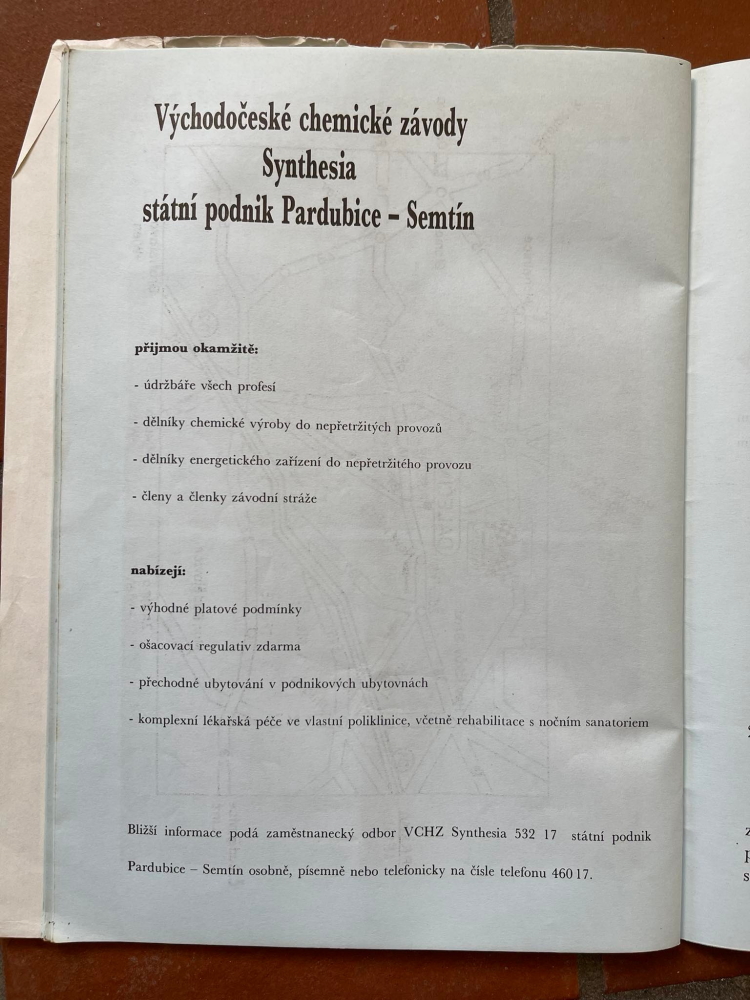 Východočeské chemické závody
Synthesia
státní podnik Pardubice – Semtín
přijmou okamžitě:
- údržbáře všech profesí
- dělníky chemické výroby do nepřetržitých provozů
- dělníky energetického zařízení do nepřetržitého provozu
- členy a členky závodní stráže
nabízejí:
- výhodné platové podmínky
- ošacovací regulativ zdarma
- přechodné ubytování v podnikových ubytovnách
- komplexní lékařská péče ve vlastní poliklinice, včetně rehabilitace s nočním sanatoriem
Bližší informace podá zaměstnanecký odbor VCHZ Synthesia 532 17 státní podnik
Pardubice – Semtín osobně, písemně nebo telefonicky na čísle telefonu 460 17.